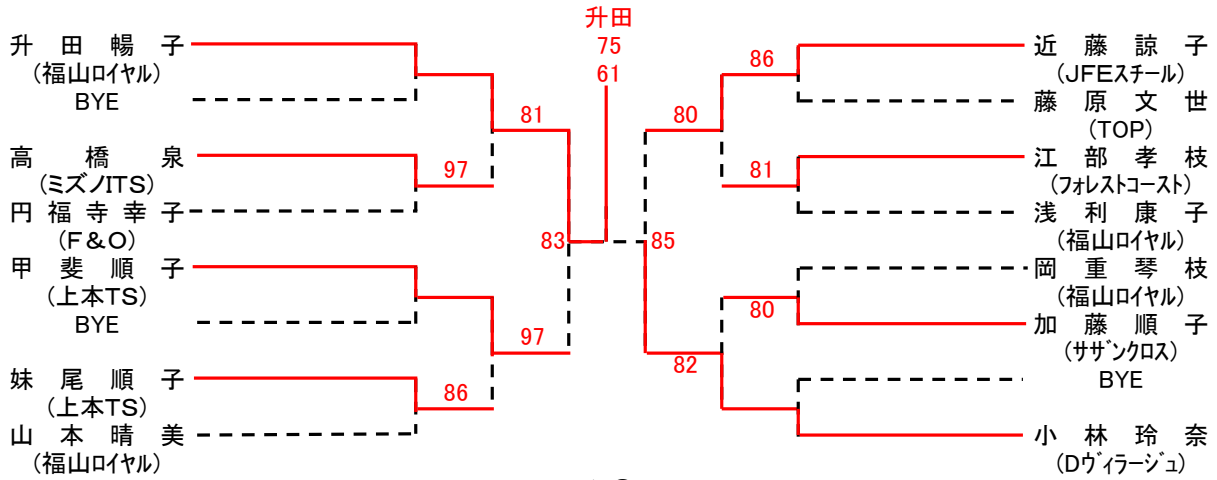 升田
75
61
升 田 暢 子
(福山ロイヤル)
BYE
81
高 橋 泉
(ミズノITS)
97
円 福 寺 幸 子
(F&O)
83
甲 斐 順 子
(上本TS)
BYE
97
妹 尾 順 子
(上本TS)
86
山 本 晴 美
(福山ロイヤル)
近 藤 諒 子
(JFEスチール)
86
藤 原 文 世
(TOP)
80
江 部 孝 枝
(フォレストコースト)
81
浅 利 康 子
(福山ロイヤル)
85
岡 重 琴 枝
(福山ロイヤル)
80
加 藤 順 子
(サザンクロス)
82
BYE
小 林 玲 奈
(Dヴィラージュ)